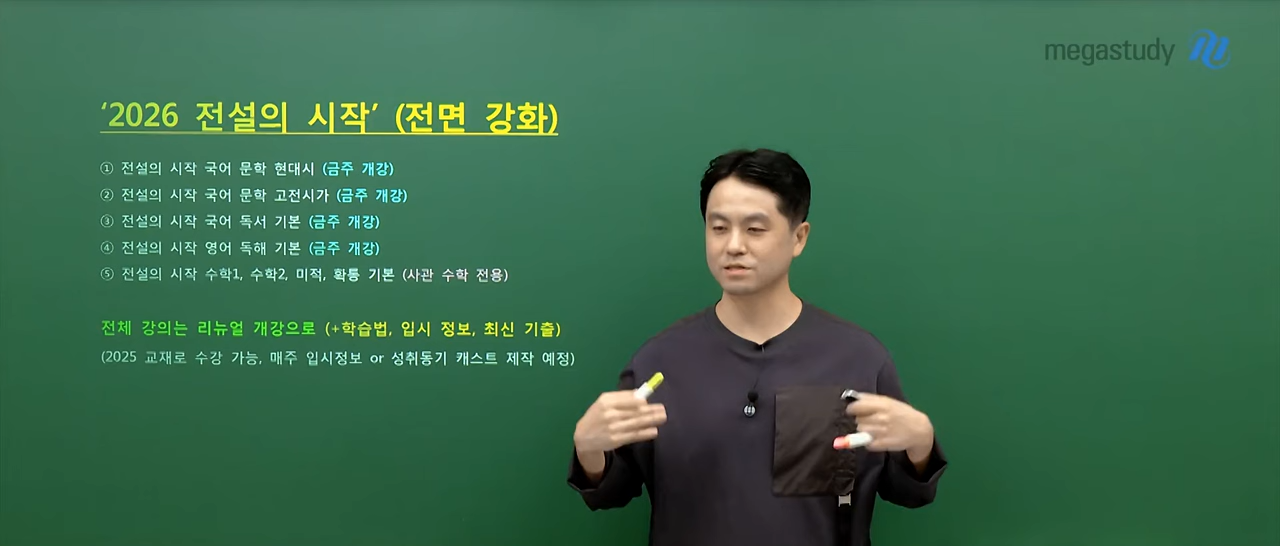 megastudy
‘2026 전설의 시작’ (전면 강화)
① 전설의 시작 국어 문학 현대시 (금주 개강)
② 전설의 시작 국어 문학 고전시가 (금주 개강)
③ 전설의 시작 국어 독서 기본 (금주 개강)
④ 전설의 시작 영어 독해 기본 (금주 개강)
⑤ 전설의 시작 수학1, 수학2, 미적, 확통 기본 (사관 수학 전용)
전체 강의는 리뉴얼 개강으로 (+학습법, 입시 정보, 최신 기출)
(2025 교재로 수강 가능, 매주 입시정보 or 성취동기 캐스트 제작 예정)